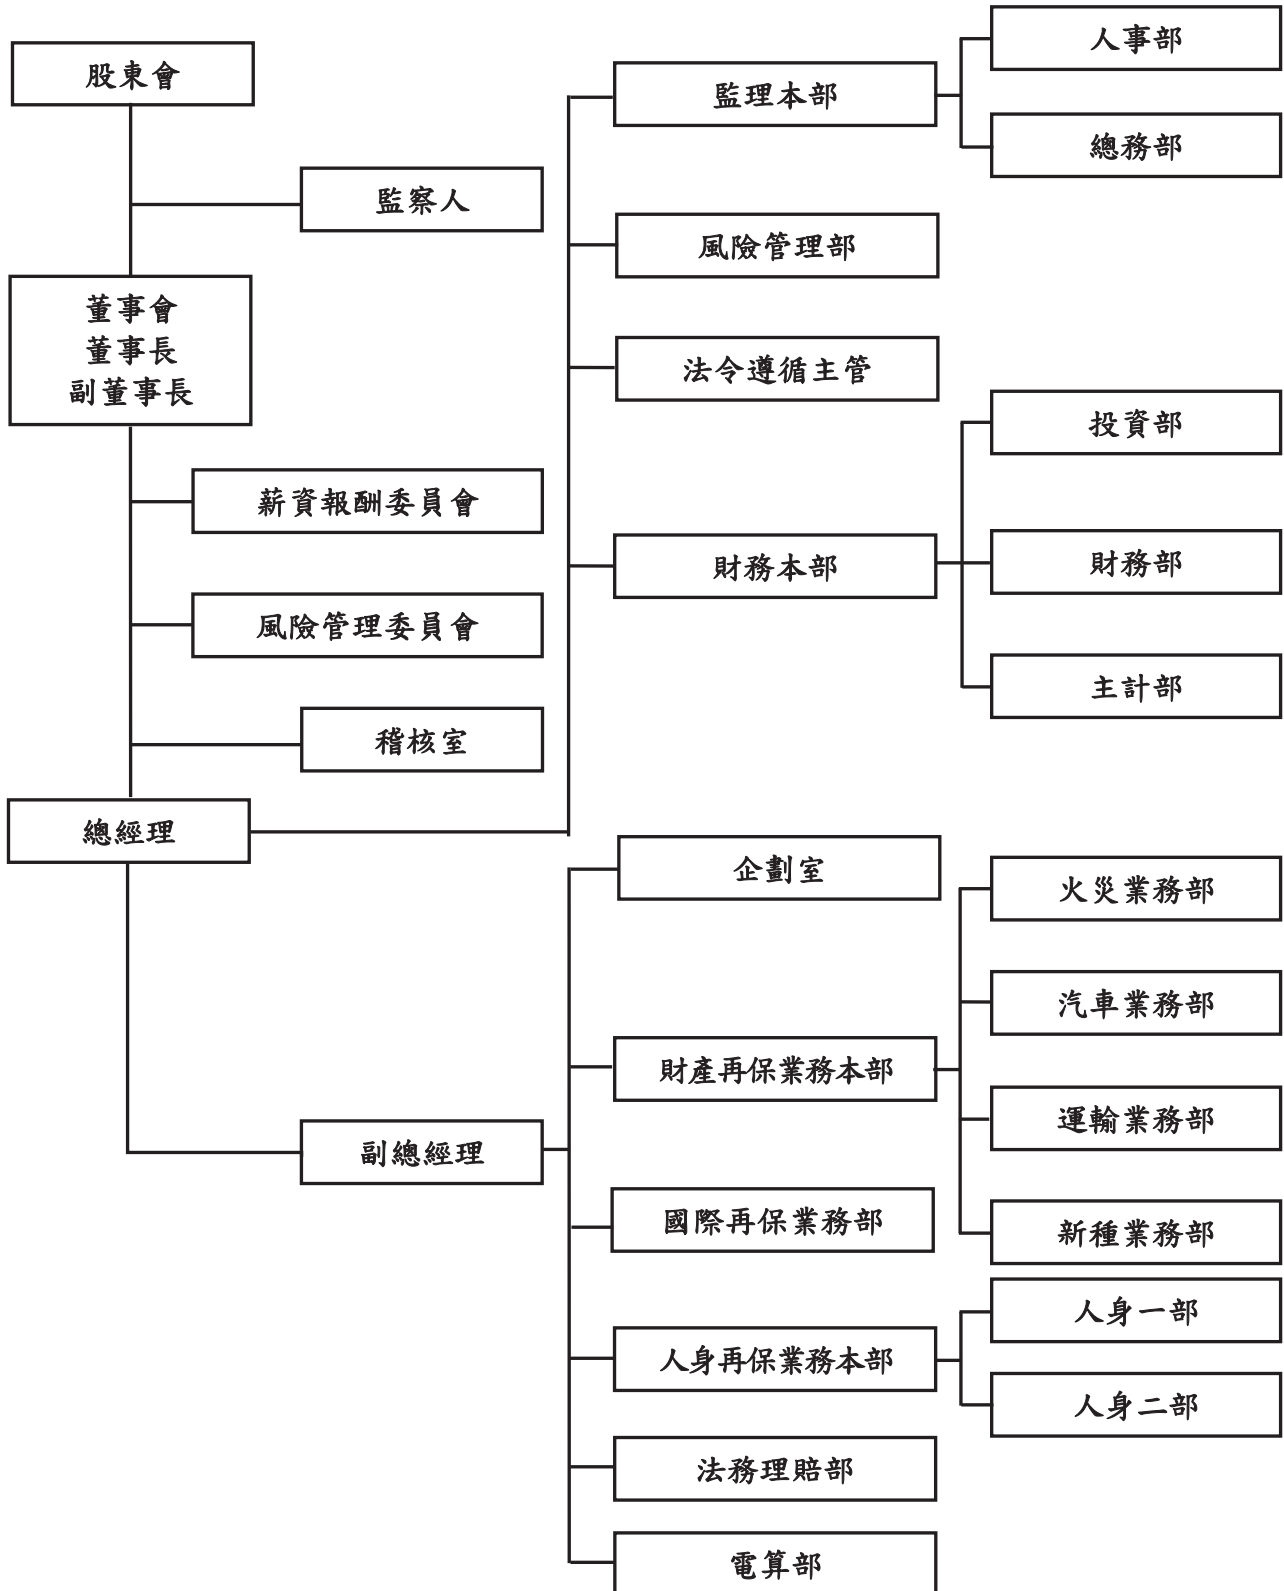 股東會
監察人
董事會
董事長
副董事長
薪資報酬委員會
風險管理委員會
稽核室
總經理
監理本部
人事部
總務部
風險管理部
法令遵循主管
財務本部
投資部
財務部
主計部
副總經理
企劃室
財產再保業務本部
火災業務部
汽車業務部
運輸業務部
新種業務部
國際再保業務部
人身再保業務本部
人身一部
人身二部
法務理賠部
電算部